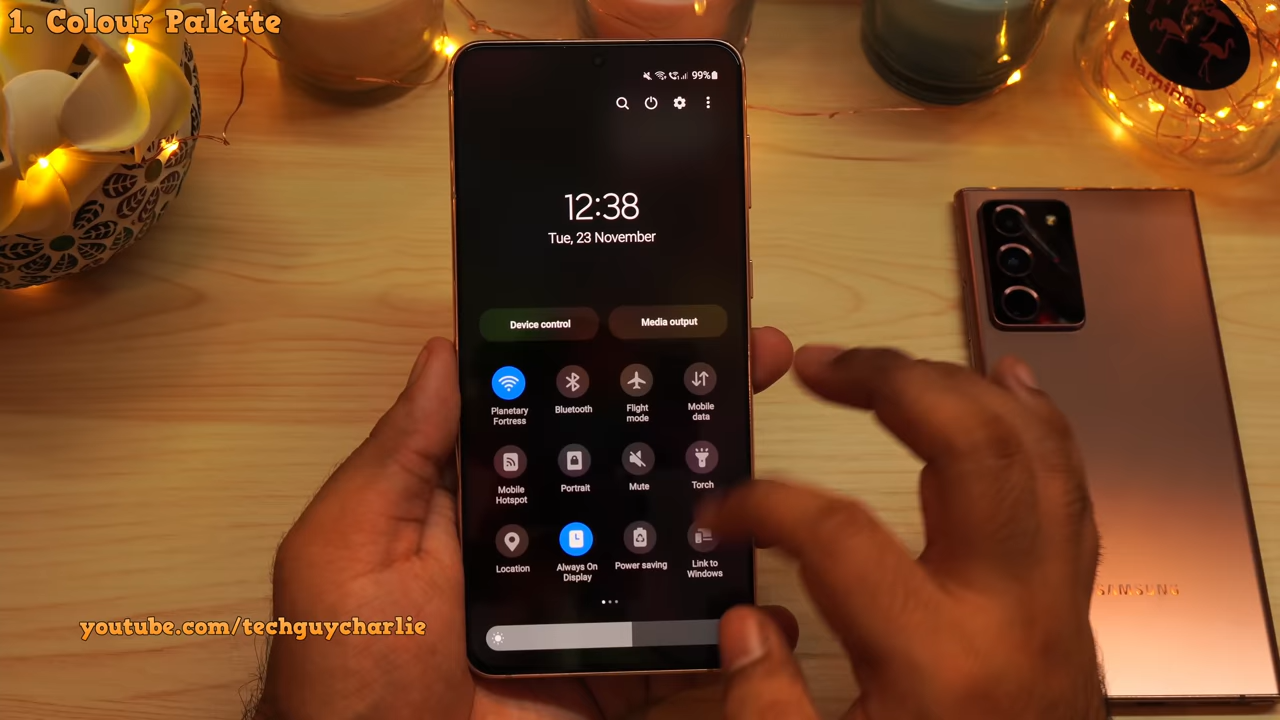 1. Colour Palette
Flamingo
99%
12:38
Tue, 23 November
Device control
Media output
Planetary
Fortress
Bluetooth
Flight
mode
Mobile
data
Mobile
Hotspot
Portrait
Mute
Torch
Location
Always On
Display
Power saving
Link to
Windows
SAMSUNG
youtube.com/techguycharlie